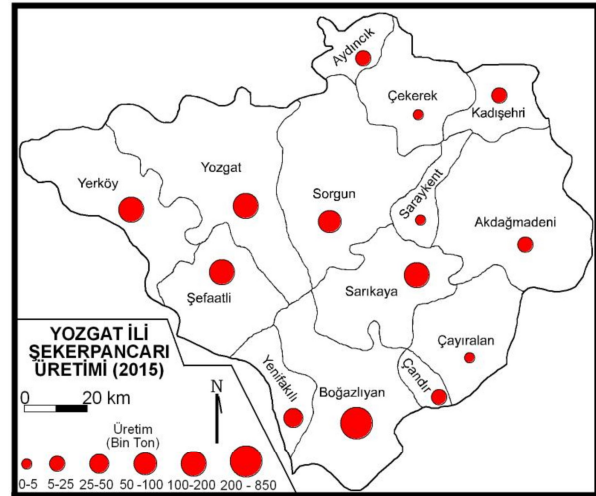 Aydıncık
Çekerek
Kadışehri
Yozgat
Yerköy
Sorgun
Saraykent
Akdağmadeni
Şefaatli
Sarıkaya
Çayıralan
Yenifakılı
Boğazlıyan
Çandır
YOZGAT İLİ
ŞEKERPANCARI
ÜRETİMİ (2015)
N
0 20 km
Üretim
(Bin Ton)
0-5 5-25 25-50 50 -100 100-200 200 - 850